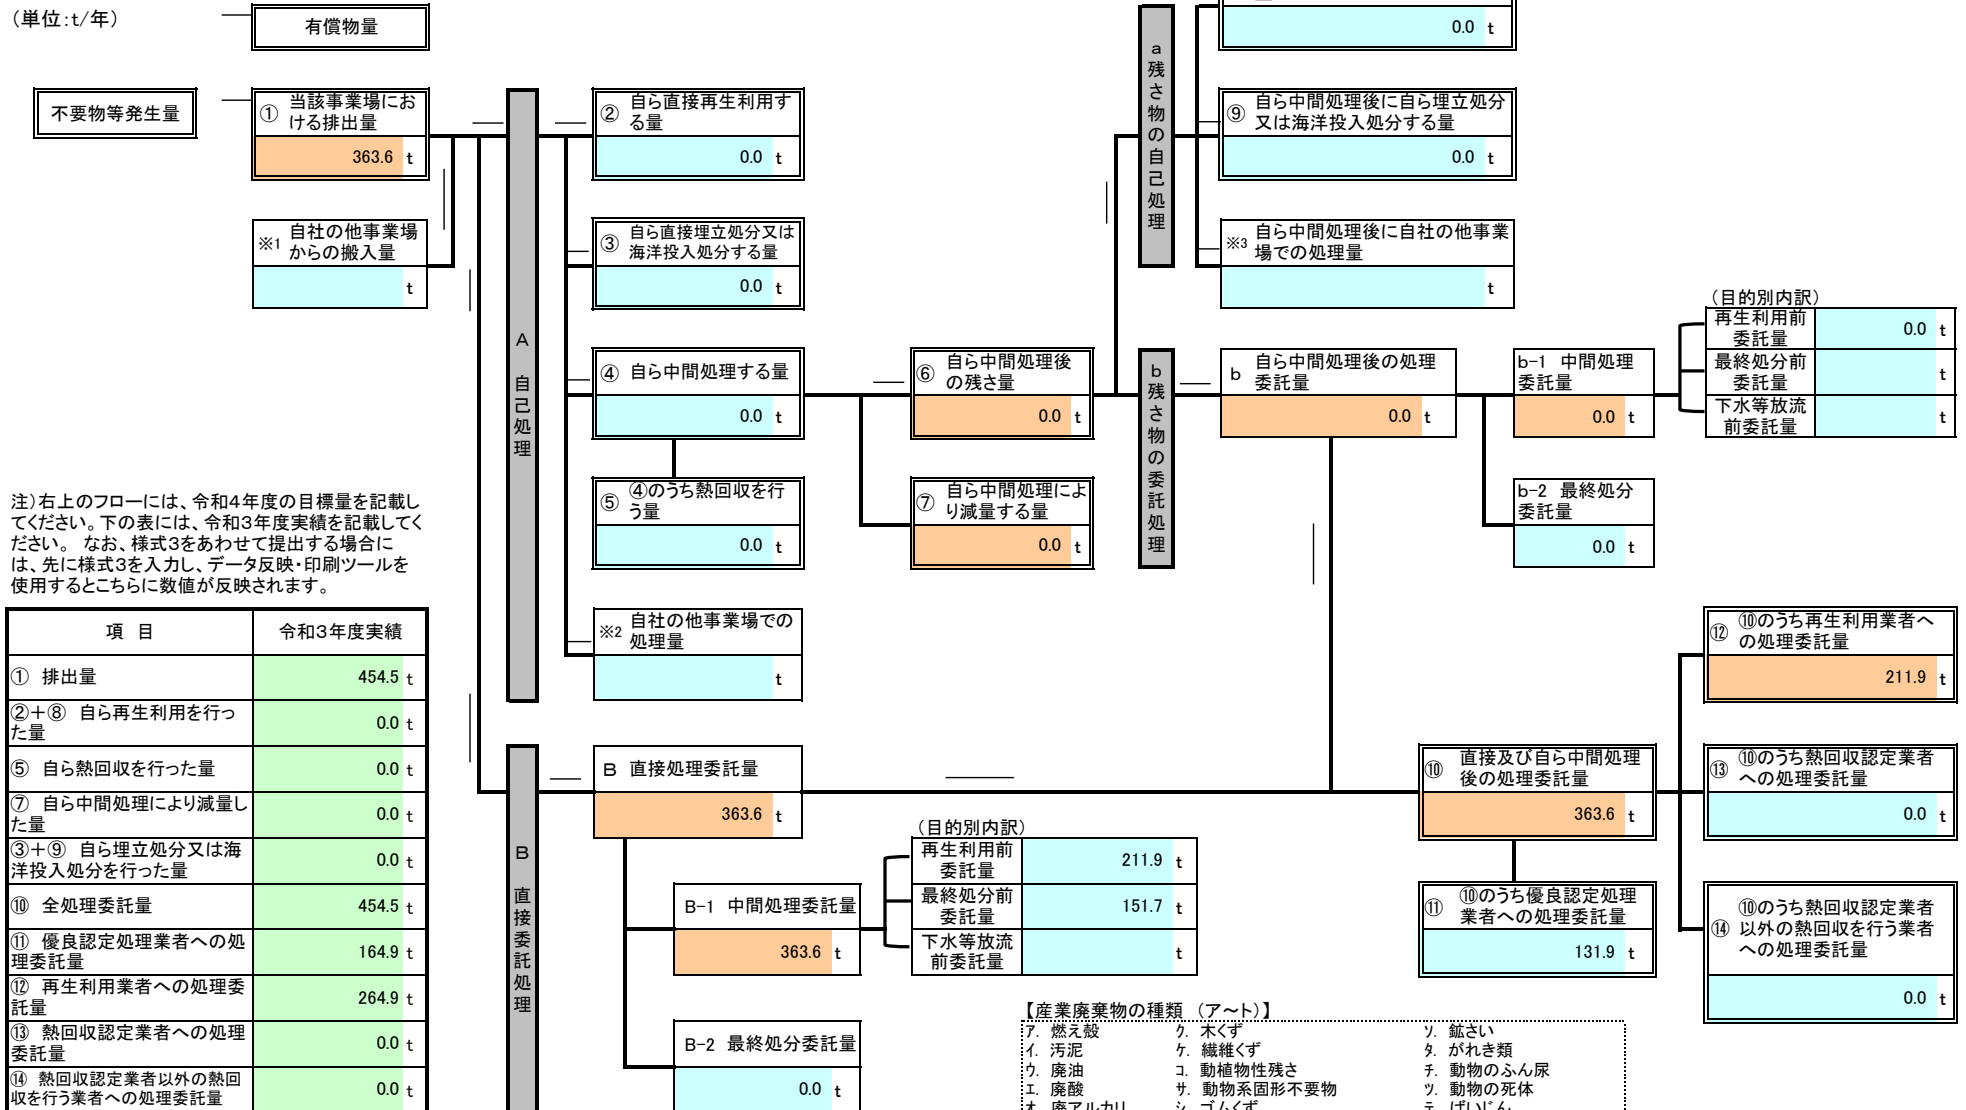 （単位:ｔ/年）
有償物量
0.0 t
不要物等発生量
① 当該事業場にお
ける排出量
363.6 t
※1 自社の他事業場
からの搬入量
t
A 自己処理
② 自ら直接再生利用す
る量
0.0 t
③ 自ら直接埋立処分又は
海洋投入処分する量
0.0 t
④ 自ら中間処理する量
0.0 t
⑤ ④のうち熱回収を行
う量
0.0 t
※2 自社の他事業場での
処理量
t
⑥ 自ら中間処理後
の残さ量
0.0 t
⑦ 自ら中間処理によ
り減量する量
0.0 t
a残さ物の自己処理
⑨ 自ら中間処理後に自ら埋立処分
又は海洋投入処分する量
0.0 t
※3 自ら中間処理後に自社の他事業
場での処理量
t
b残さ物の委託処理
b 自ら中間処理後の処理
委託量
0.0 t
b-1 中間処理
委託量
0.0 t
b-2 最終処分
委託量
0.0 t
（目的別内訳）
再生利用前
委託量
0.0 t
最終処分前
委託量
t
下水等放流
前委託量
注）右上のフローには、令和４年度の目標量を記載し
てください。下の表には、令和３年度実績を記載してく
ださい。 なお、様式３をあわせて提出する場合に
は、先に様式３を入力し、データ反映・印刷ツールを
使用するとこちらに数値が反映されます。
項 目 令和３年度実績
① 排出量 454.5 t
②＋⑧ 自ら再生利用を行っ
た量
0.0 t
⑤ 自ら熱回収を行った量 0.0 t
⑦ 自ら中間処理により減量し
た量
0.0 t
③＋⑨ 自ら埋立処分又は海
洋投入処分を行った量
0.0 t
⑩ 全処理委託量 454.5 t
⑪ 優良認定処理業者への処
理委託量
164.9 t
⑫ 再生利用業者への処理委
託量
264.9 t
⑬ 熱回収認定業者への処理
委託量
0.0 t
⑭ 熱回収認定業者以外の熱回
収を行う業者への処理委託量
0.0 t
B 直接委託処理
B 直接処理委託量
363.6 t
B-1 中間処理委託量
363.6 t
B-2 最終処分委託量
0.0 t
（目的別内訳）
再生利用前
委託量
211.9 t
最終処分前
委託量
151.7 t
下水等放流
前委託量
t
⑩ 直接及び自ら中間処理
後の処理委託量
363.6 t
⑪ ⑩のうち優良認定処理
業者への処理委託量
131.9 t
⑫ ⑩のうち再生利用業者へ
の処理委託量
211.9 t
⑬ ⑩のうち熱回収認定業者
への処理委託量
0.0 t
⑭ ⑩のうち熱回収認定業者
以外の熱回収を行う業者
への処理委託量
0.0 t
【産業廃棄物の種類 （ア～ト）】
ｱ. 燃え殻 ｸ. 木くず ｿ. 鉱さい
ｲ. 汚泥 ｹ. 繊維くず ﾀ. がれき類
ｳ. 廃油 ｺ. 動植物性残さ ﾁ. 動物のふん尿
ｴ. 廃酸 ｻ. 動物系固形不要物 ﾂ. 動物の死体
ｵ. 廃アルカリ ｼ. ゴムくず ﾃ. ばいじん